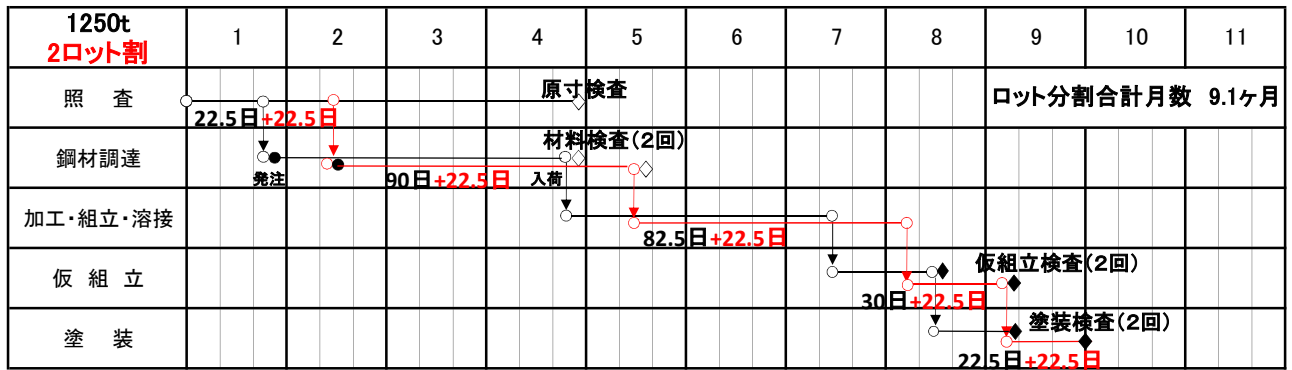 1250t
2ロット割
1 2 3 4 5 6 7 8 9 10 11
照　査
原寸検査
ロット分割合計月数 9.1ヶ月
22.5日+22.5日
鋼材調達
材料検査(2回)
発注
90日+22.5日
入荷
加工・組立・溶接
82.5日+22.5日
仮 組 立
仮組立検査(2回)
30日+22.5日
塗　装
塗装検査(2回)
22.5日+22.5日